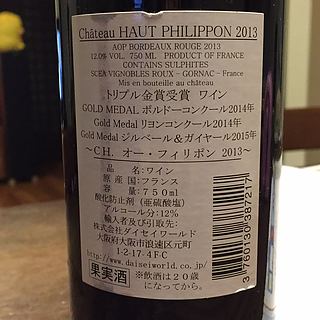 Château HAUT PHILIPPON 2013
AOP BORDEAUX ROUGE 2013
12.0% VOL. 750 ML PRODUCT OF FRANCE
CONTAINS SULPHITES
SCEA VIGNOBLES ROUX - GORNAC - France
Mis en bouteille au château
トリプル金賞受賞 ワイン
GOLD MEDAL ボルドーコンクール2014年
Gold Medal リヨンコンクール2014年
Gold Medal ジルベール＆ガイヤール2015年
～CH. オー・フィリポン 2013～
品 名：ワイン
原 産 国：フランス
容 量：７５０ml
酸化防止剤（亜硫酸塩）
アルコール分：12%
輸入者及び引取先：
株式会社ダイセイワールド
大阪府大阪市浪速区元町
1-2-17-4F-C
http://www.daiseiworld.co.jp/
果実酒
※飲酒は２０歳
になってから。
3 760130 387217